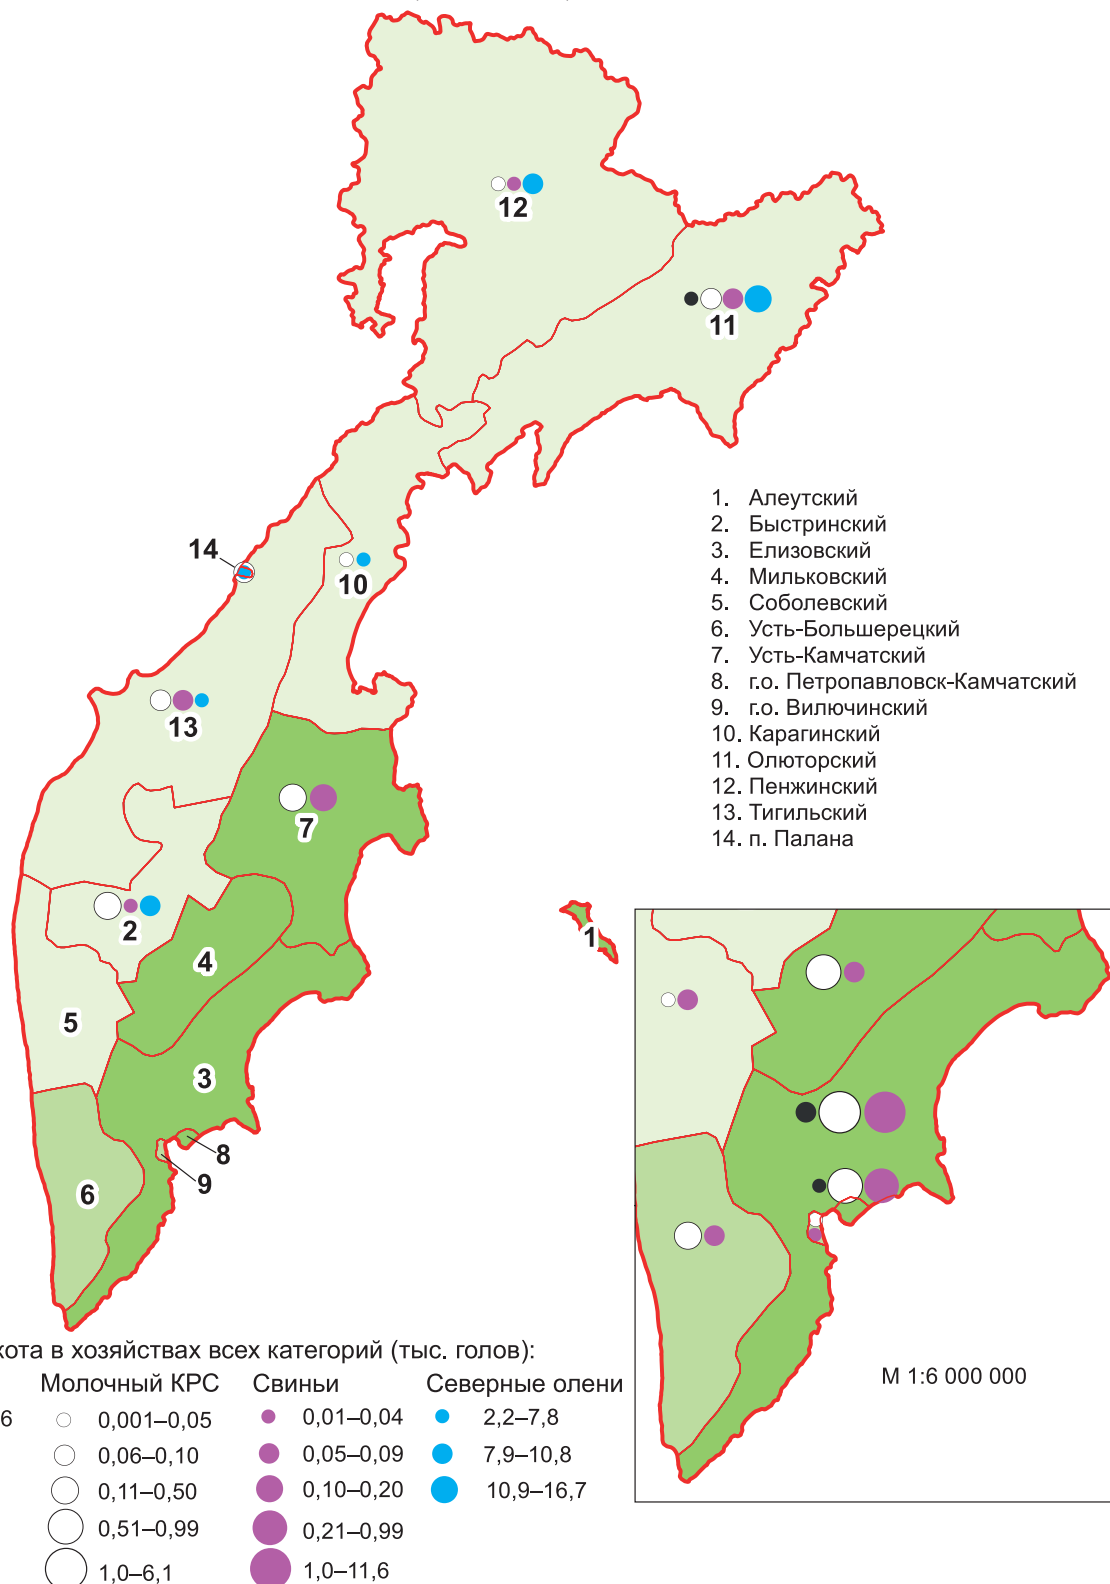 12
11
1. Алеутский
2. Быстринский
3. Елизовский
4. Мильковский
5. Соболевский
6. Усть-Большерецкий
7. Усть-Камчатский
8. г.о. Петропавловск-Камчатский
9. г.о. Вилючинский
10. Карагинский
11. Олюторский
12. Пенжинский
13. Тигильский
14. п. Палана
14
10
13
7
2
1
4
5
3
8
9
6
М 1:6 000 000
кота в хозяйствах всех категорий (тыс. голов):
Молочный КРС Свиньи Северные олени
6 0,001–0,05 0,01–0,04 2,2–7,8
0,06–0,10 0,05–0,09 7,9–10,8
0,11–0,50 0,10–0,20 10,9–16,7
0,51–0,99 0,21–0,99
1,0–6,1 1,0–11,6